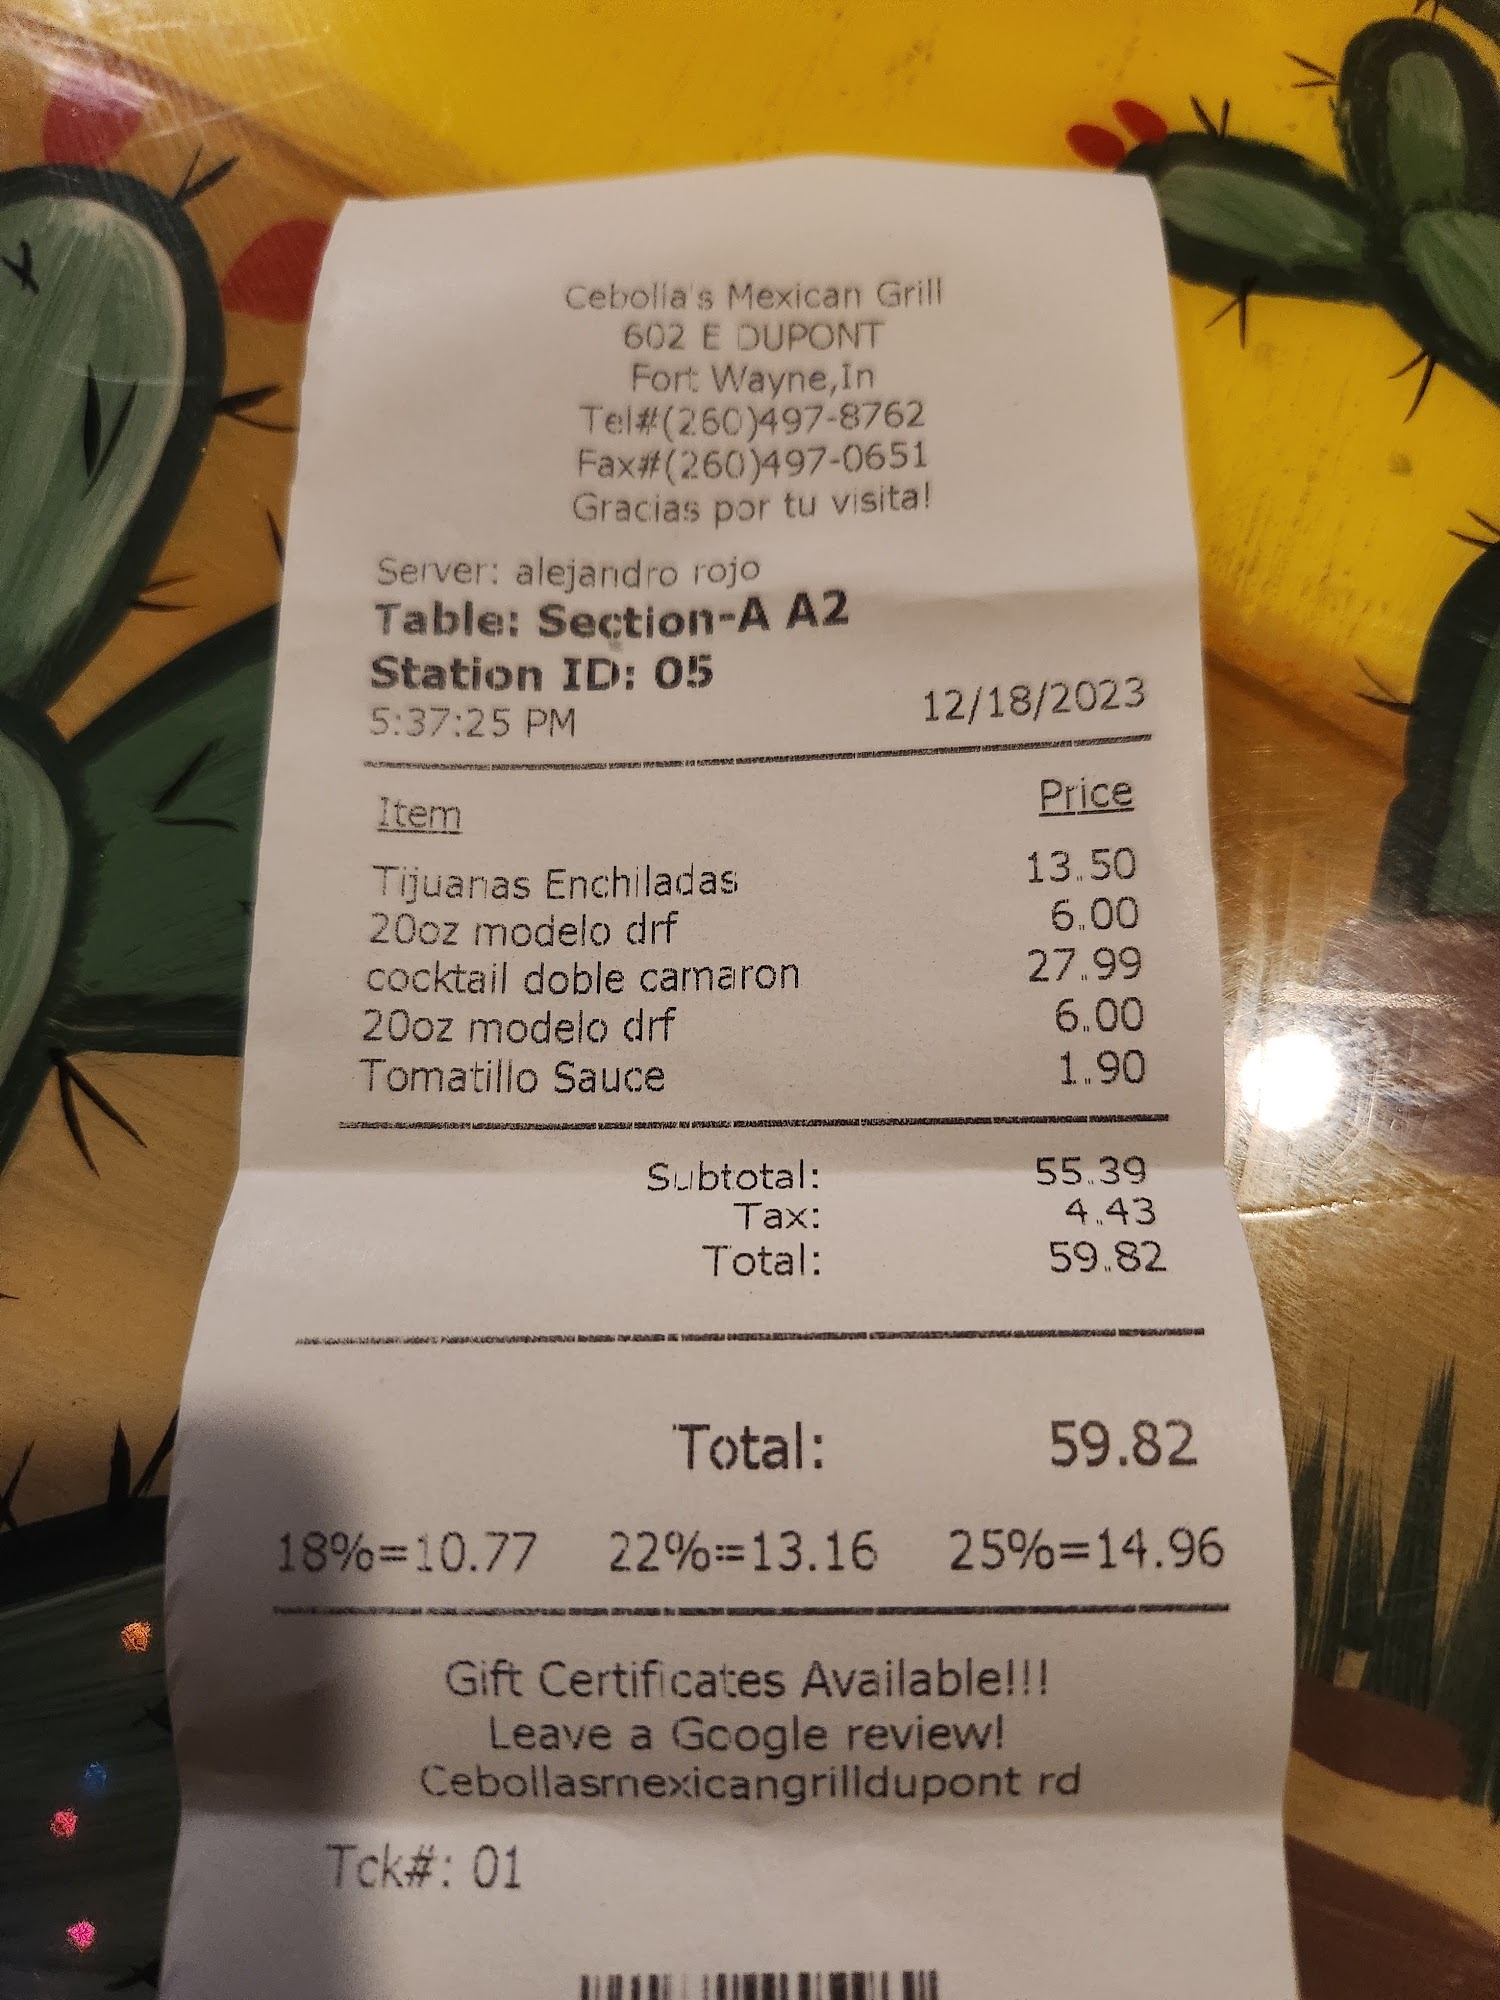 Cebolla's Mexican Grill
602 E DUPONT
Fort Wayne,In
Tel#(260)497-8762
Fax#(260)497-0651
Gracias por tu visita!
Server: alejandro rojo
Table: Section-A A2
Station ID: 05
5:37:25 PM 12/18/2023
Item Price
Tijuanas Enchiladas 13.50
20oz modelo drf 6.00
cocktail doble camaron 27.99
20oz modelo drf 6.00
Tomatillo Sauce 1.90
Subtotal: 55.39
Tax: 4.43
Total: 59.82
Total: 59.82
18%=10.77 22%=13.16 25%=14.96
Gift Certificates Available!!!
Leave a Google review!
Cebollasmexicangrilldupont rd
Tck#: 01